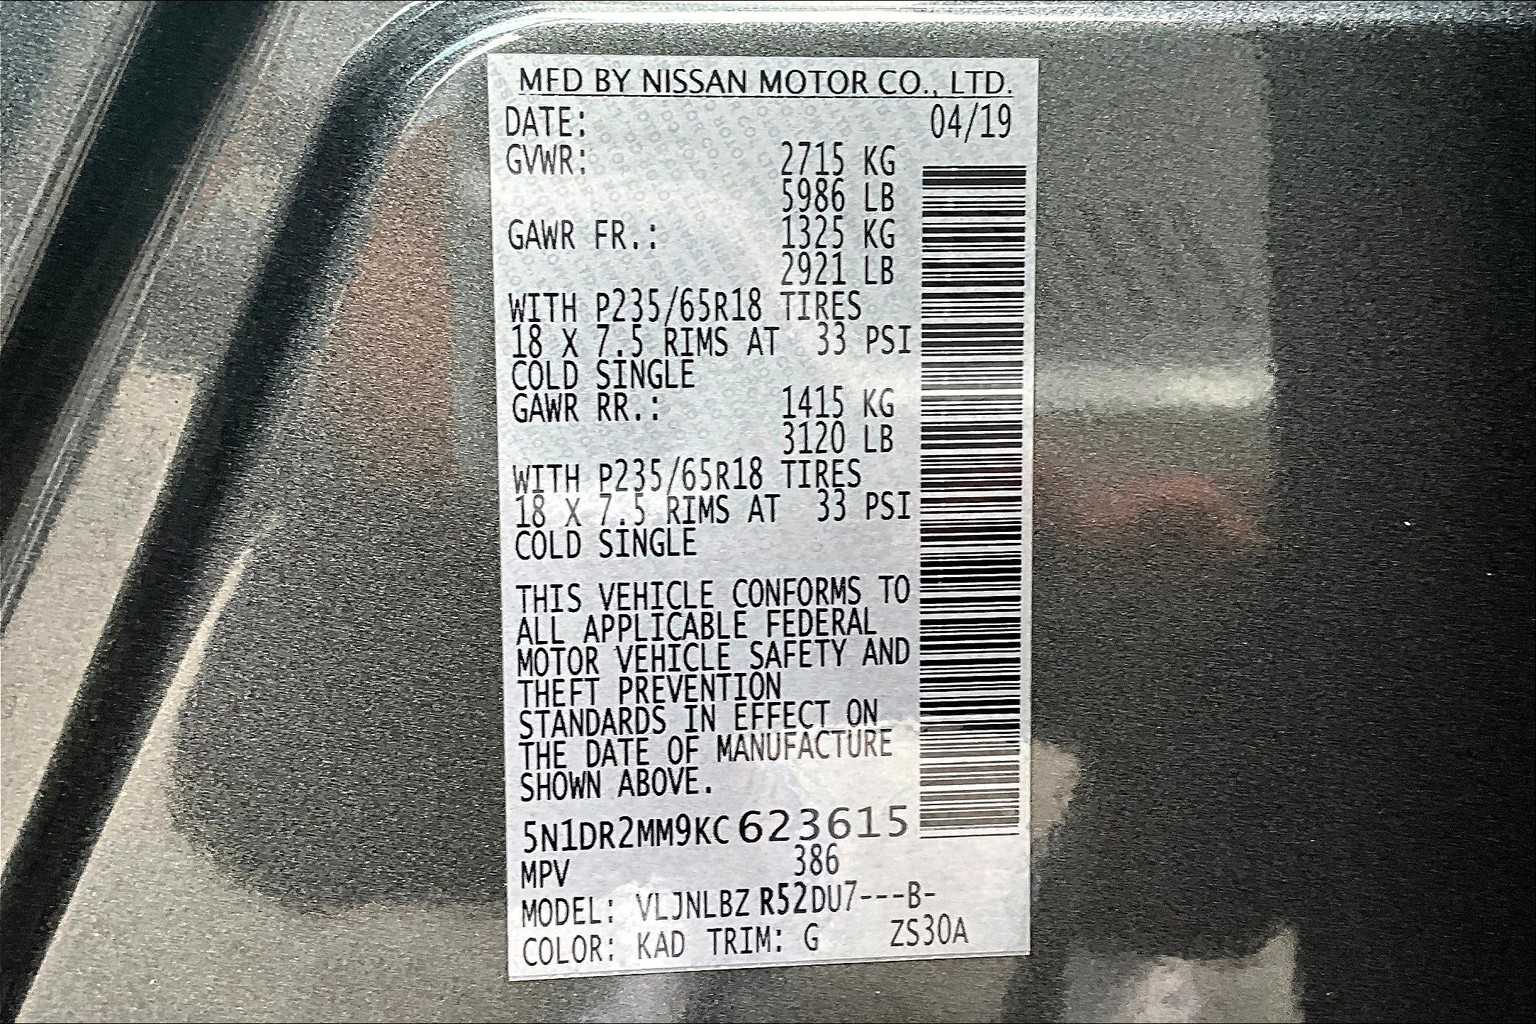 MFD BY NISSAN MOTOR CO., LTD.
DATE: 04/19
GVWR: 2715 KG
5986 LB
GAWR FR.: 1325 KG
2921 LB
WITH P235/65R18 TIRES
18 X 7.5 RIMS AT 33 PSI
COLD SINGLE
GAWR RR.: 1415 KG
3120 LB
WITH P235/65R18 TIRES
18 X 7.5 RIMS AT 33 PSI
COLD SINGLE
THIS VEHICLE CONFORMS TO
ALL APPLICABLE FEDERAL
MOTOR VEHICLE SAFETY AND
THEFT PREVENTION
STANDARDS IN EFFECT ON
THE DATE OF MANUFACTURE
SHOWN ABOVE.
5N1DR2MM9KC623615
MPV 386
MODEL: VLJNLBZ R52DU7---B-
COLOR: KAD TRIM: G ZS30A